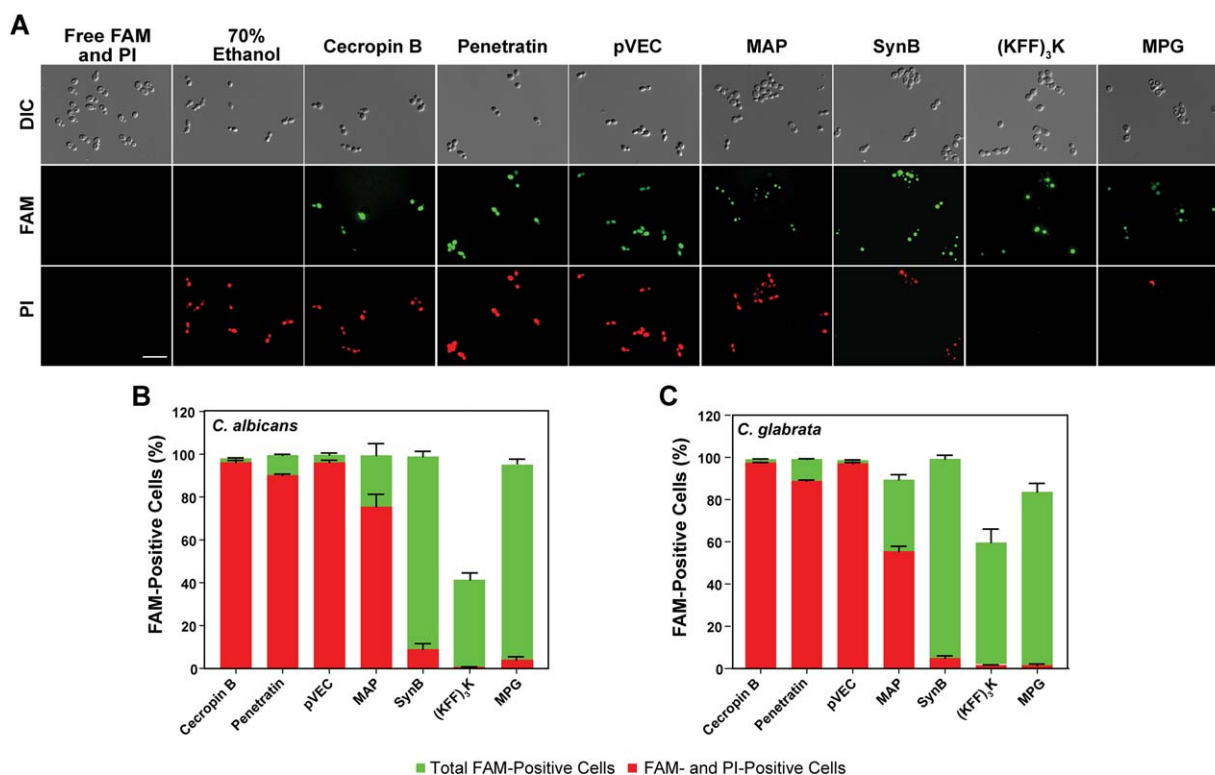 A
Free FAM and PI
70% Ethanol
Cecropin B
Penetratin
pVEC
MAP
SynB
(KFF)₃K
MPG
DIC
FAM
PI
B
C. albicans
FAM-Positive Cells (%)
120
100
80
60
40
20
0
Cecropin B
Penetratin
pVEC
MAP
SynB
(KFF)₃K
MPG
C
C. glabrata
FAM-Positive Cells (%)
120
100
80
60
40
20
0
Cecropin B
Penetratin
pVEC
MAP
SynB
(KFF)₃K
MPG
Total FAM-Positive Cells
FAM- and PI-Positive Cells